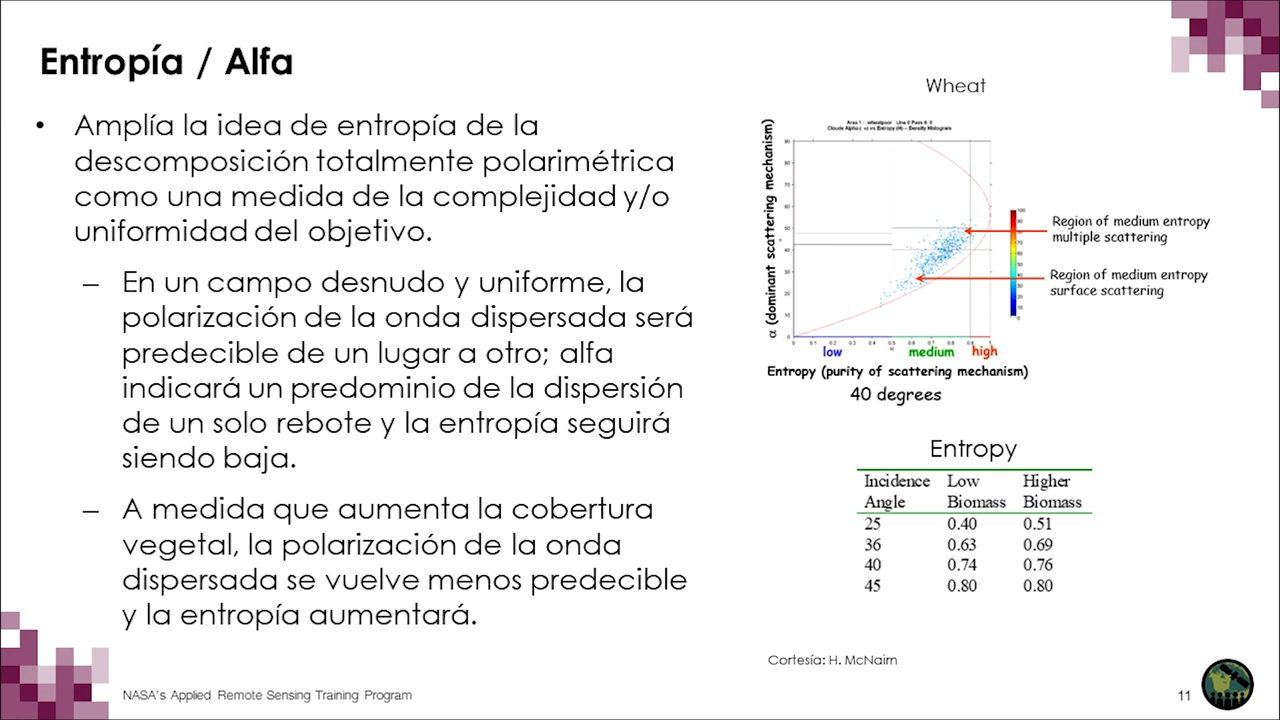 Entropía / Alfa
• Amplía la idea de entropía de la
descomposición totalmente polarimétrica
como una medida de la complejidad y/o
uniformidad del objetivo.
– En un campo desnudo y uniforme, la
polarización de la onda dispersada será
predecible de un lugar a otro; alfa
indicará un predominio de la dispersión
de un solo rebote y la entropía seguirá
siendo baja.
– A medida que aumenta la cobertura
vegetal, la polarización de la onda
dispersada se vuelve menos predecible
y la entropía aumentará.
Wheat
α (dominant scattering mechanism)
Region of medium entropy
multiple scattering
Region of medium entropy
surface scattering
low medium high
Entropy (purity of scattering mechanism)
40 degrees
Entropy
Incidence Low Higher
Angle Biomass Biomass
25 0.40 0.51
36 0.63 0.69
40 0.74 0.76
45 0.80 0.80
Cortesía: H. McNairn
NASA's Applied Remote Sensing Training Program
11